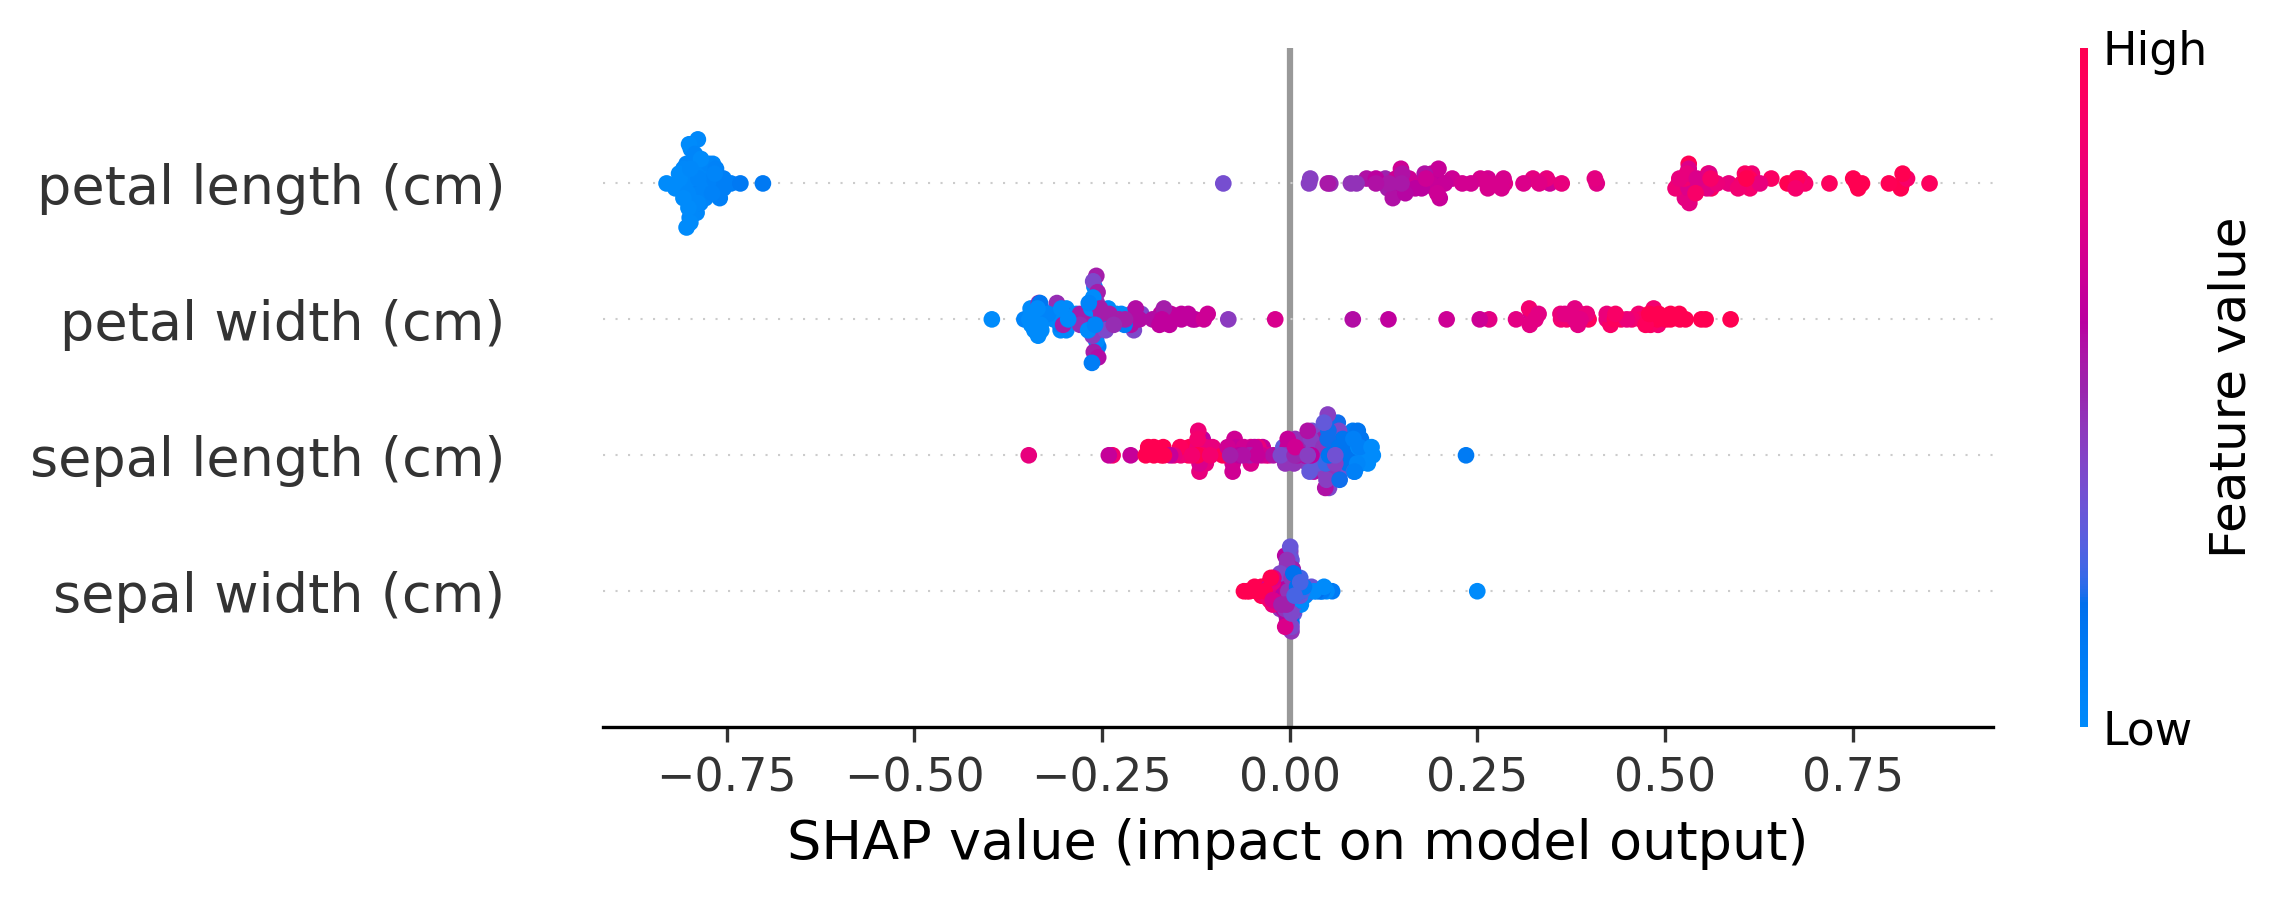 High
petal length (cm)
petal width (cm)
sepal length (cm)
sepal width (cm)
Feature value
Low
−0.75 −0.50 −0.25 0.00 0.25 0.50 0.75
SHAP value (impact on model output)